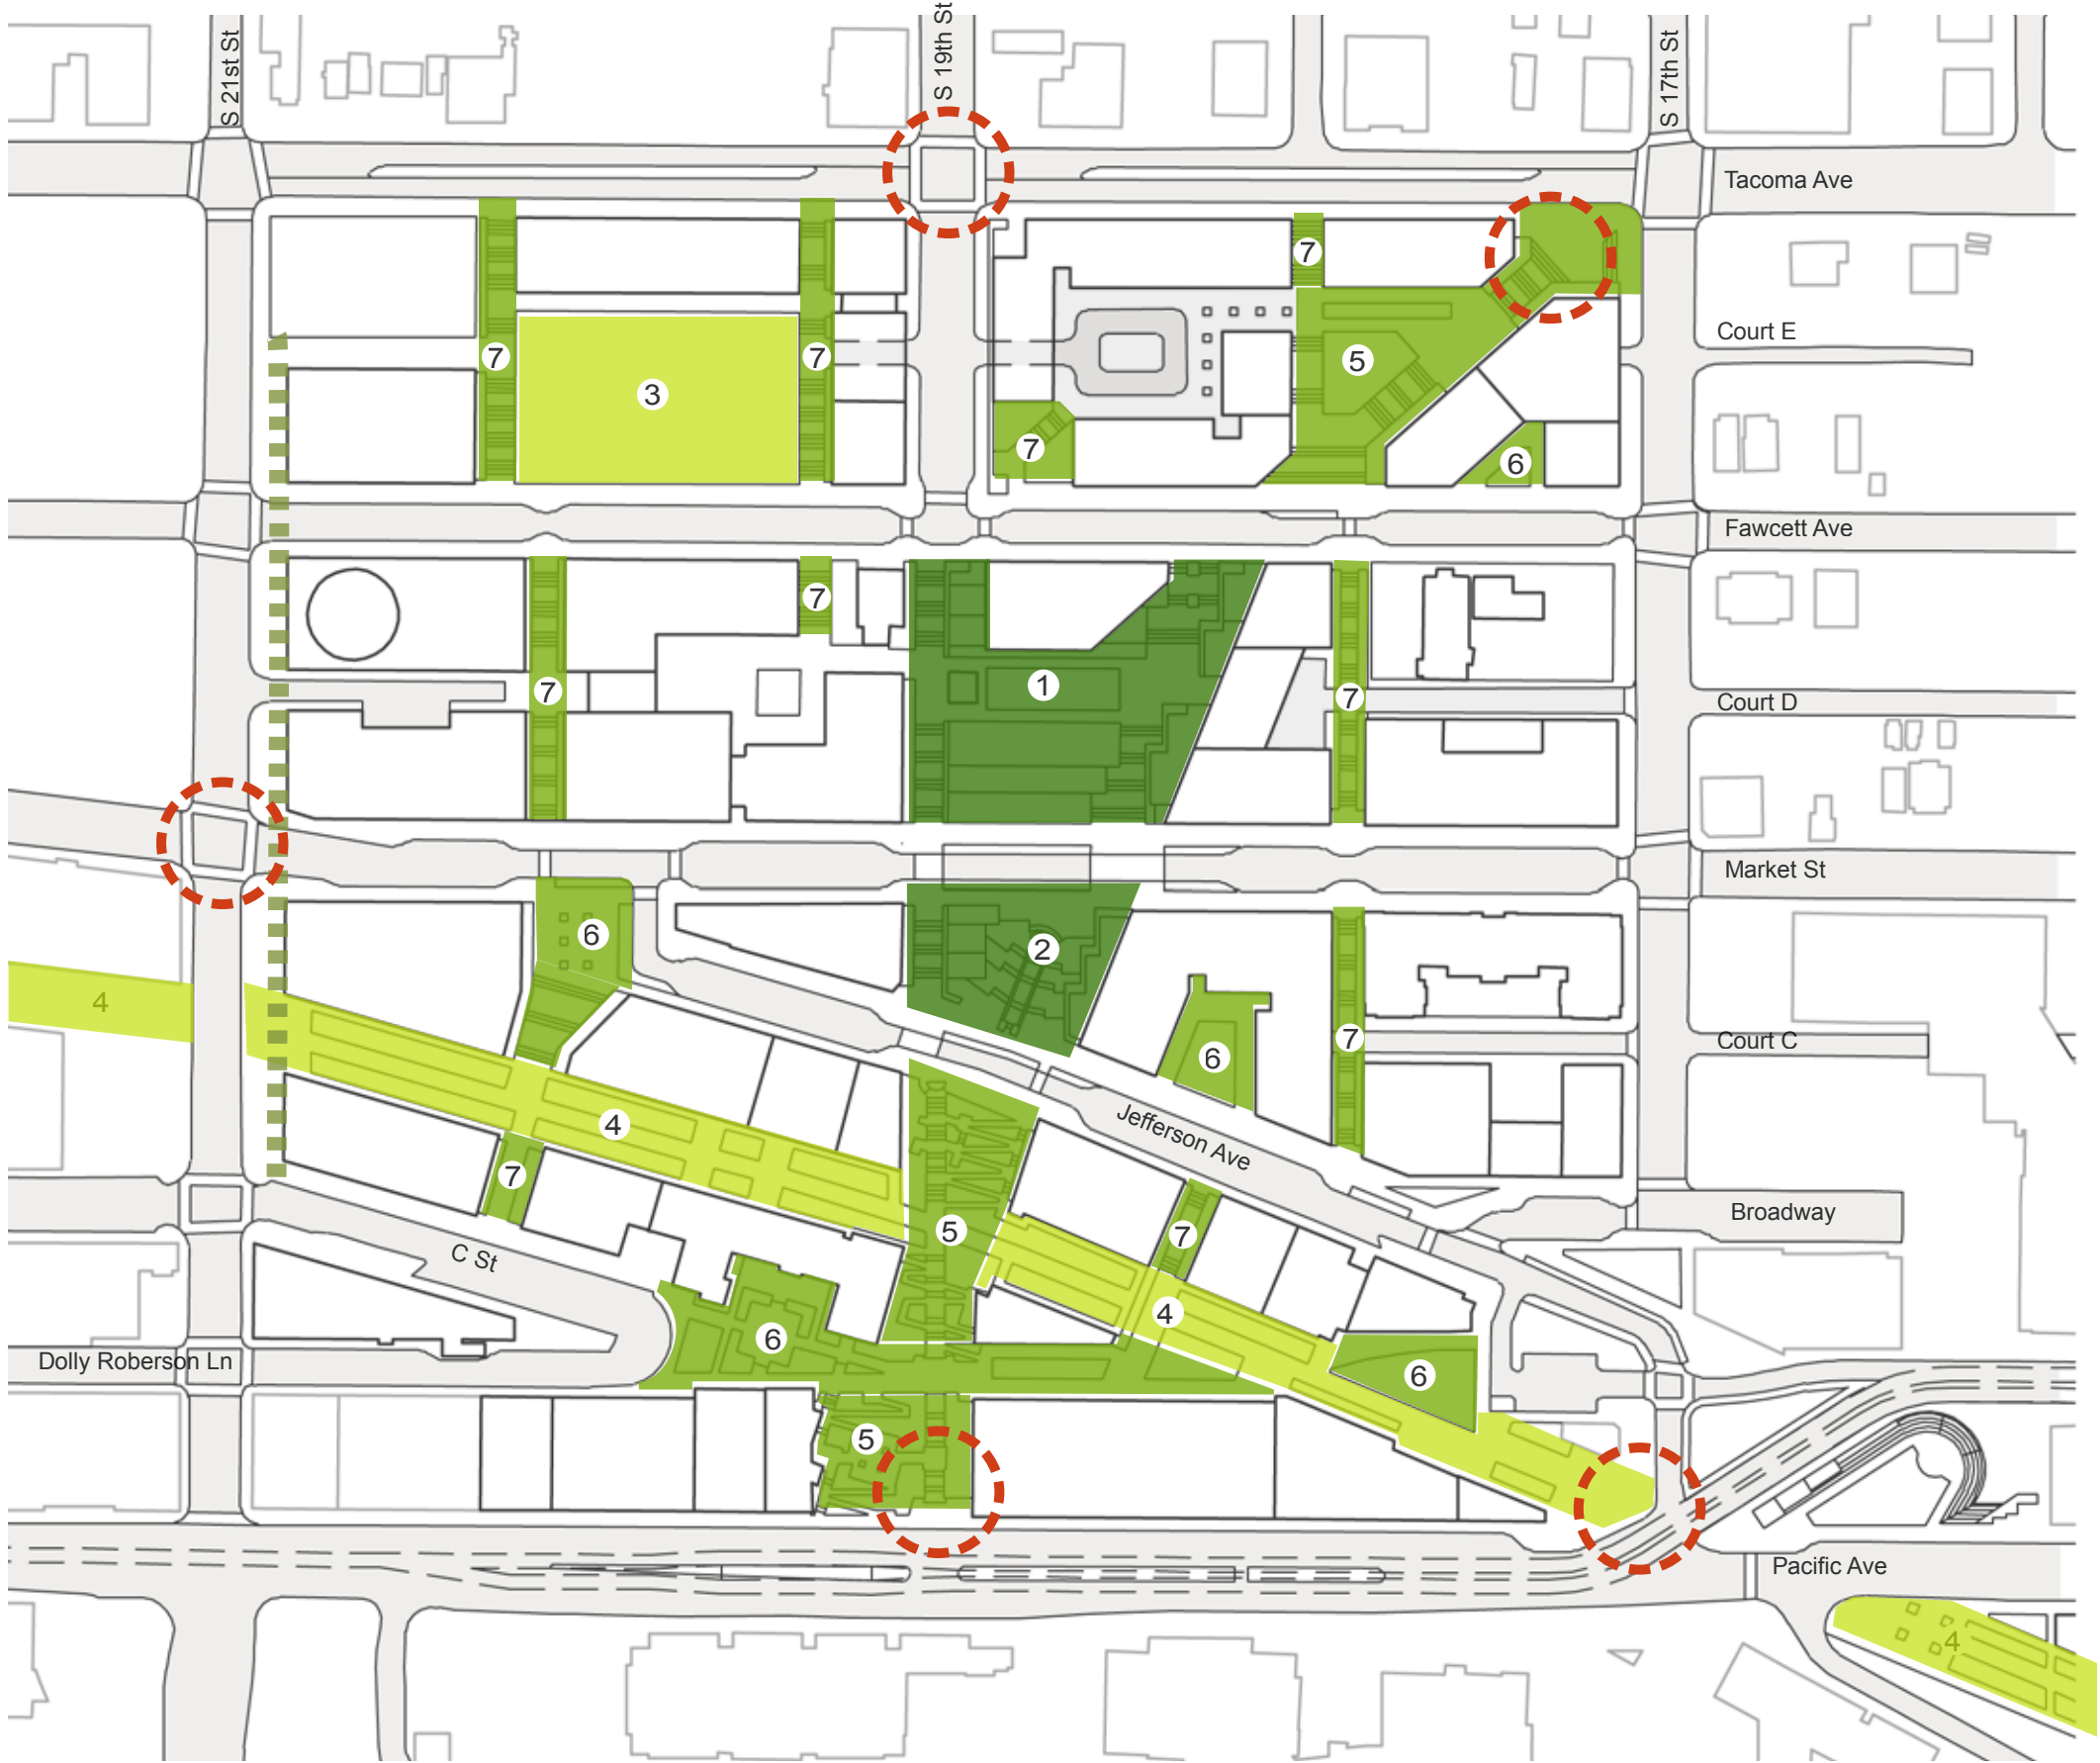 S 21st St
S 19th St
S 17th St
Tacoma Ave
7
Court E
7
7
5
3
7
6
Fawcett Ave
7
1
7
7
Court D
Market St
6
2
4
Court C
7
6
4
Jefferson Ave
7
Broadway
5
7
C St
4
6
Dolly Roberson Ln
6
5
Pacific Ave
4